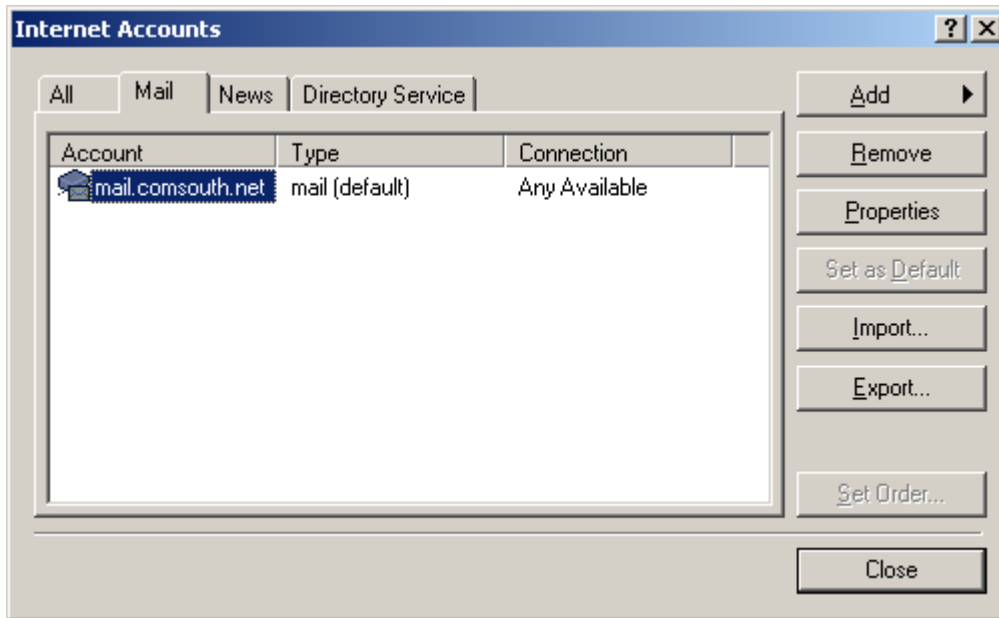 Internet Accounts
All Mail News Directory Service
Account Type Connection
mail.comsouth.net mail (default) Any Available
Add
Remove
Properties
Set as Default
Import...
Export...
Set Order...
Close